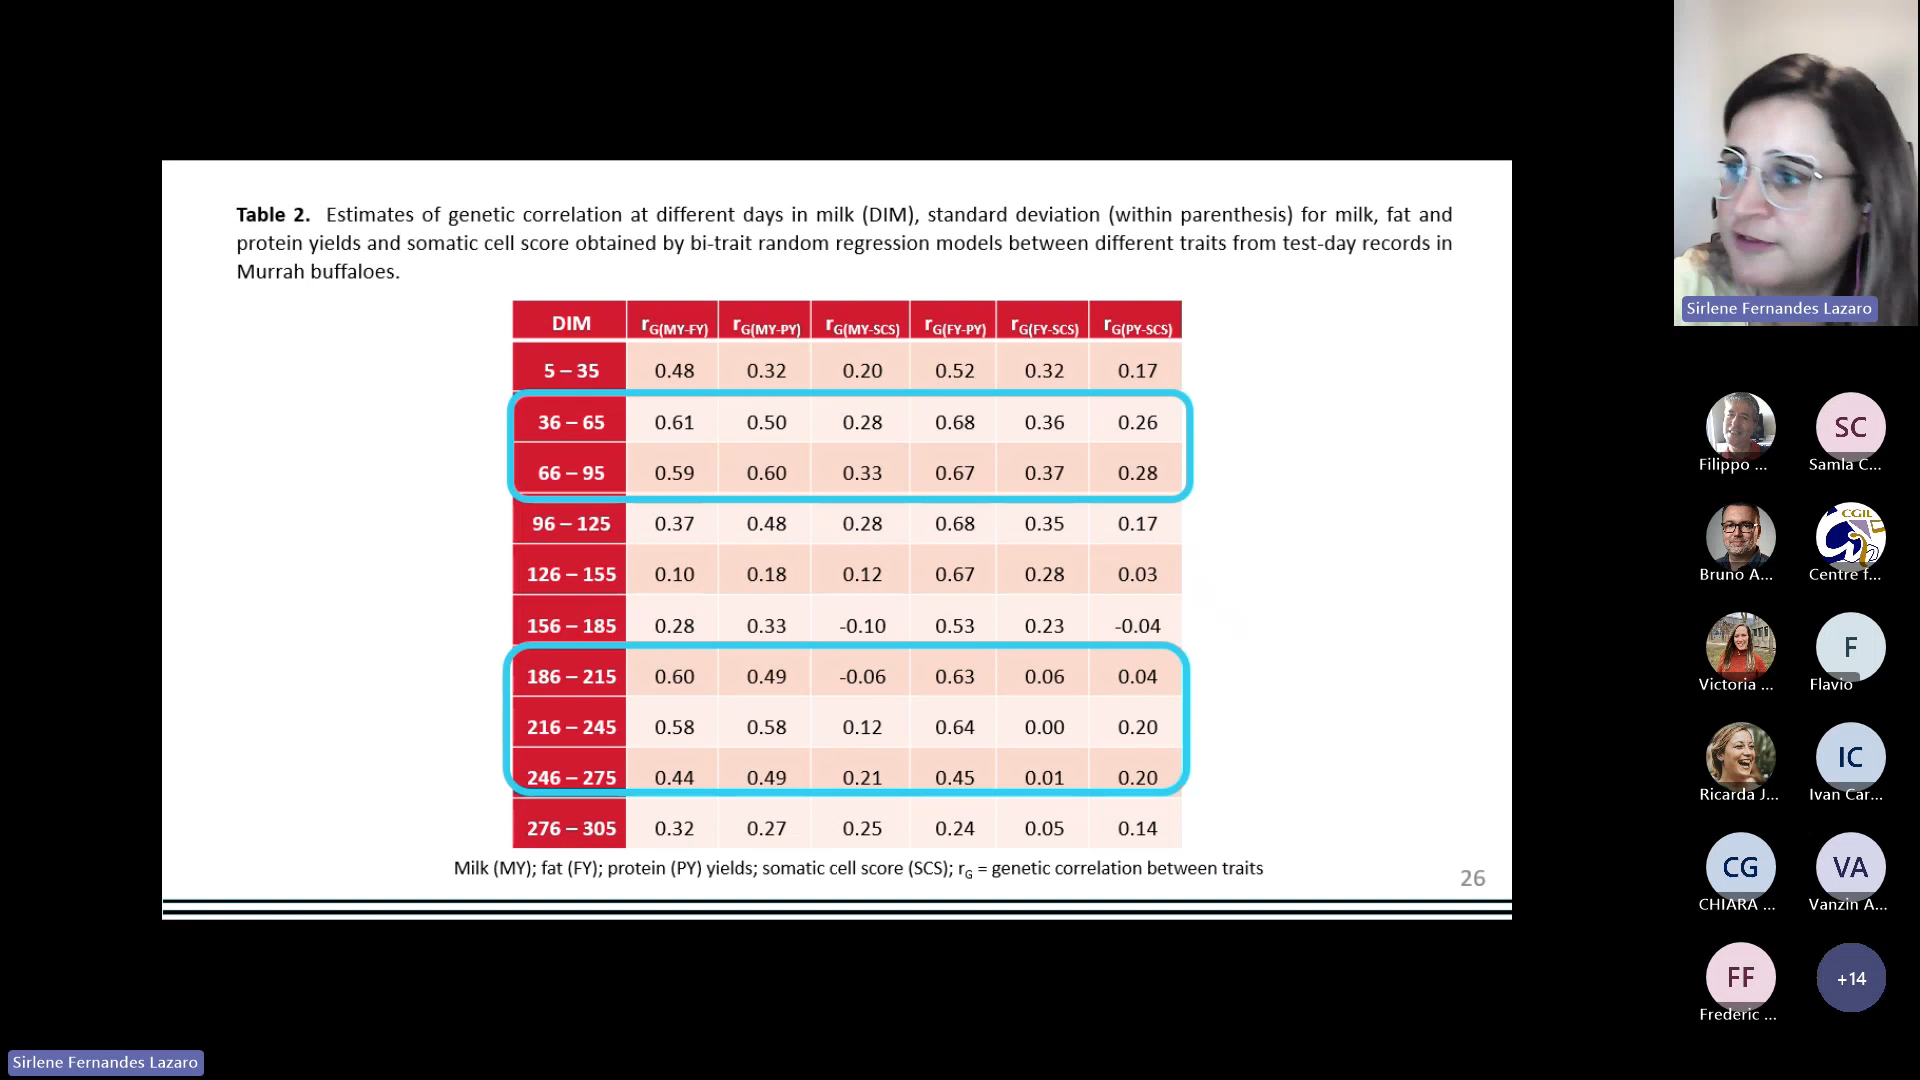 Table 2. Estimates of genetic correlation at different days in milk (DIM), standard deviation (within parenthesis) for milk, fat and
protein yields and somatic cell score obtained by bi-trait random regression models between different traits from test-day records in
Murrah buffaloes.
DIM rG(MY-FY) rG(MY-PY) rG(MY-SCS) rG(FY-PY) rG(FY-SCS) rG(PY-SCS)
5 – 35 0.48 0.32 0.20 0.52 0.32 0.17
36 – 65 0.61 0.50 0.28 0.68 0.36 0.26
66 – 95 0.59 0.60 0.33 0.67 0.37 0.28
96 – 125 0.37 0.48 0.28 0.68 0.35 0.17
126 – 155 0.10 0.18 0.12 0.67 0.28 0.03
156 – 185 0.28 0.33 -0.10 0.53 0.23 -0.04
186 – 215 0.60 0.49 -0.06 0.63 0.06 0.04
216 – 245 0.58 0.58 0.12 0.64 0.00 0.20
246 – 275 0.44 0.49 0.21 0.45 0.01 0.20
276 – 305 0.32 0.27 0.25 0.24 0.05 0.14
Milk (MY); fat (FY); protein (PY) yields; somatic cell score (SCS); rG = genetic correlation between traits
26
Sirlene Fernandes Lazaro
SC
Filippo ... Samla C...
CGIL
Bruno A... Centre f...
F
Victoria ... Flavio
IC
Ricarda J... Ivan Car...
CG VA
CHIARA ... Vanzin A...
FF +14
Frederic ...
Sirlene Fernandes Lazaro